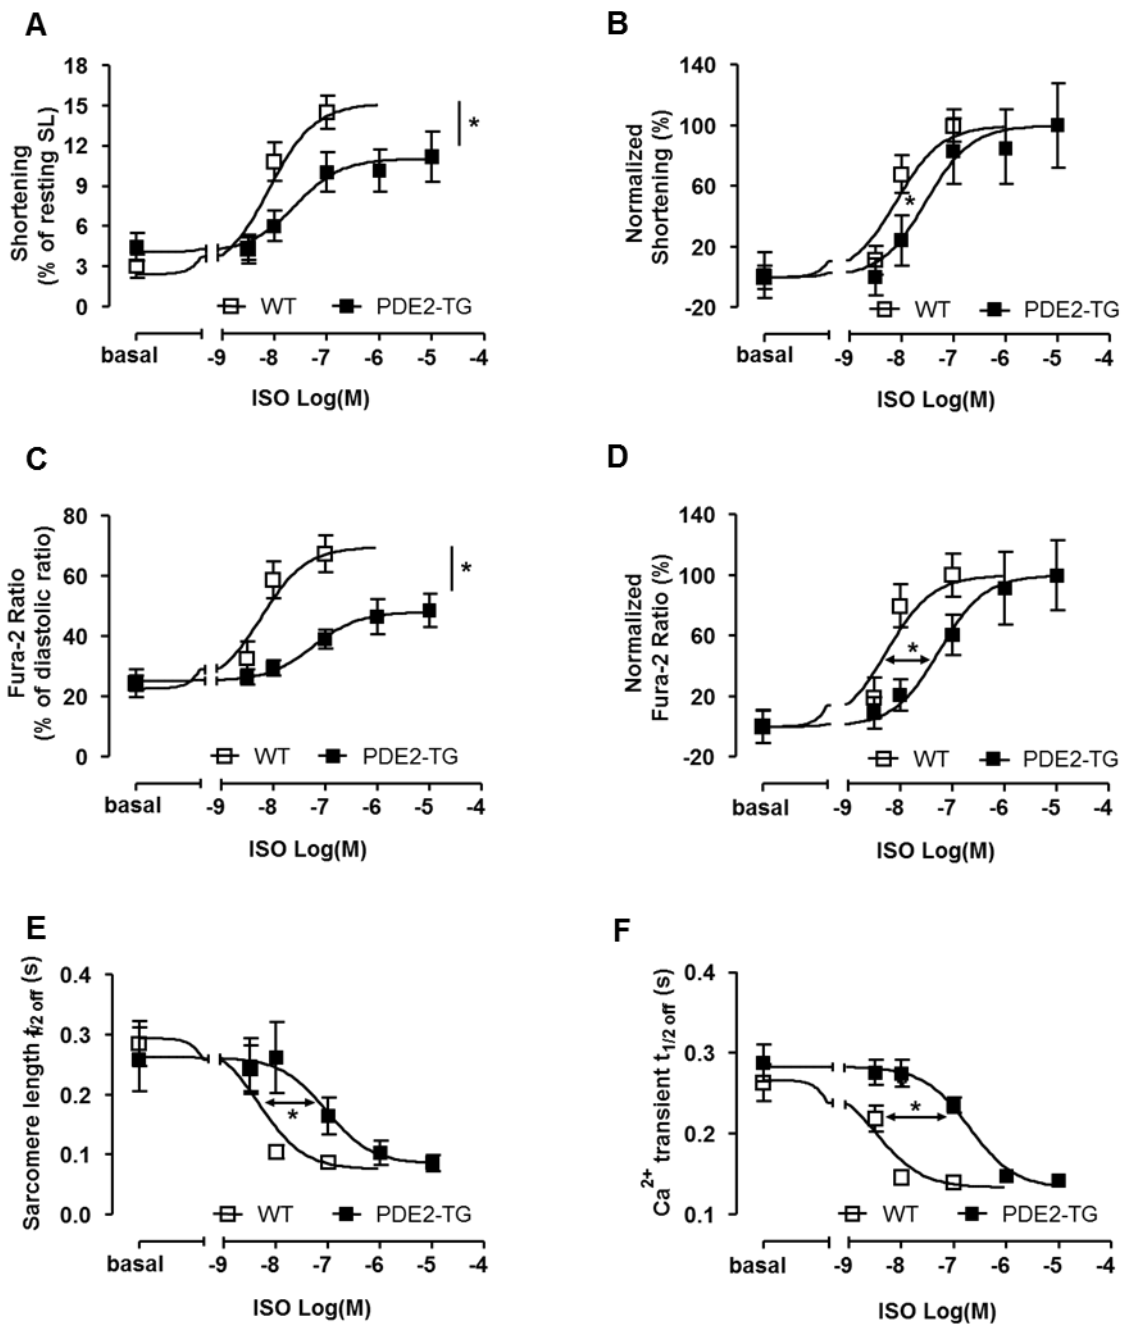 A
Shortening
(% of resting SL)
18
15
12
9
6
3
0
*
WT PDE2-TG
basal -9 -8 -7 -6 -5 -4
ISO Log(M)
B
Normalized
Shortening (%)
140
100
60
20
-20
*
WT PDE2-TG
basal -9 -8 -7 -6 -5 -4
ISO Log(M)
C
Fura-2 Ratio
(% of diastolic ratio)
80
60
40
20
0
*
WT PDE2-TG
basal -9 -8 -7 -6 -5 -4
ISO Log(M)
D
Normalized
Fura-2 Ratio (%)
140
100
60
20
-20
*
WT PDE2-TG
basal -9 -8 -7 -6 -5 -4
ISO Log(M)
E
Sarcomere length t1/2 off (s)
0.4
0.3
0.2
0.1
0.0
*
WT PDE2-TG
basal -9 -8 -7 -6 -5 -4
ISO Log(M)
F
Ca2+ transient t1/2 off (s)
0.4
0.3
0.2
0.1
*
WT PDE2-TG
basal -9 -8 -7 -6 -5 -4
ISO Log(M)